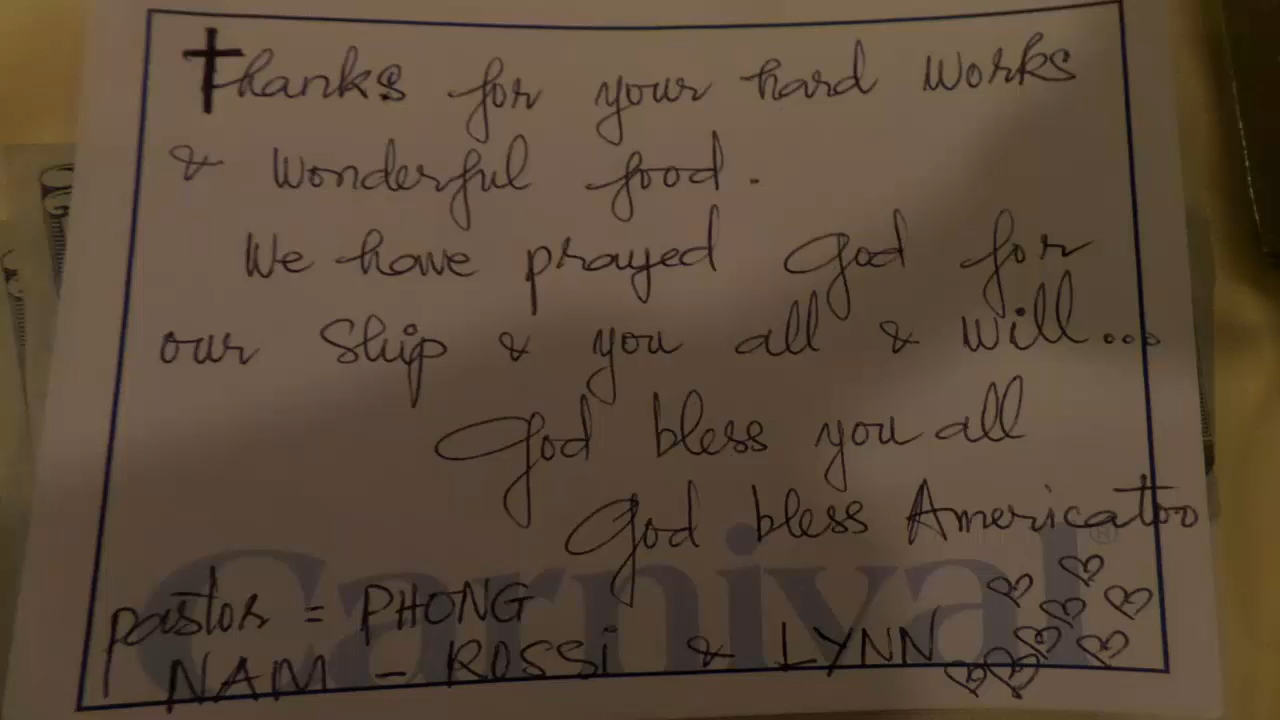 Thanks for your hard works
& wonderful food.
We have prayed God for
our Ship & you all & will...
God bless you all
God bless America too
Carnival®
pastor = PHONG
NAM - ROSSi & LYNN